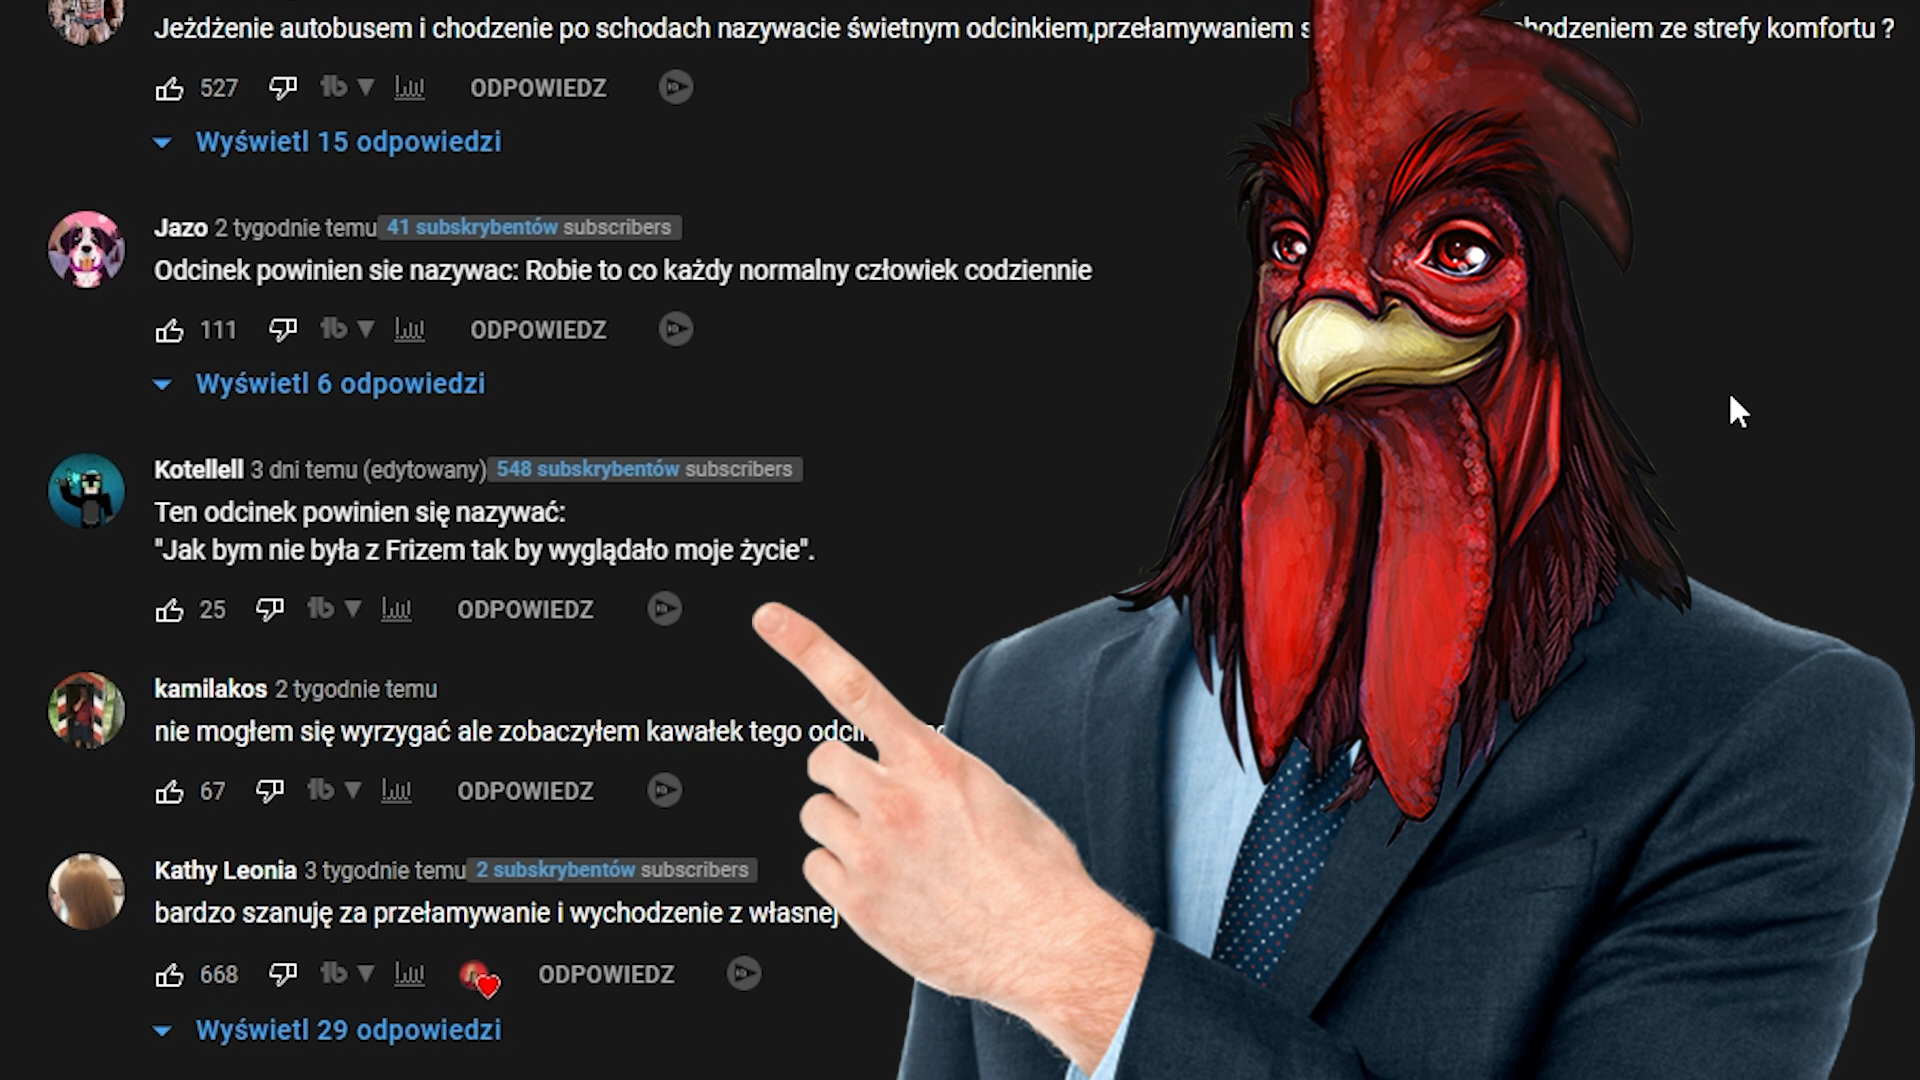 Jeżdżenie autobusem i chodzenie po schodach nazywacie świetnym odcinkiem,przełamywaniem hodzeniem ze strefy komfortu ?
527 ODPOWIEDZ
Wyświetl 15 odpowiedzi
Jazo 2 tygodnie temu 41 subskrybentów subscribers
Odcinek powinien sie nazywac: Robie to co każdy normalny człowiek codziennie
111 ODPOWIEDZ
Wyświetl 6 odpowiedzi
Kotellell 3 dni temu (edytowany) 548 subskrybentów subscribers
Ten odcinek powinien się nazywać:
"Jak bym nie była z Frizem tak by wyglądało moje życie".
25 ODPOWIEDZ
kamilakos 2 tygodnie temu
nie mogłem się wyrzygać ale zobaczyłem kawałek tego
67 ODPOWIEDZ
Kathy Leonia 3 tygodnie temu 2 subskrybentów subscribers
bardzo szanuję za przełamywanie i wychodzenie z własnej
668 ODPOWIEDZ
Wyświetl 29 odpowiedzi